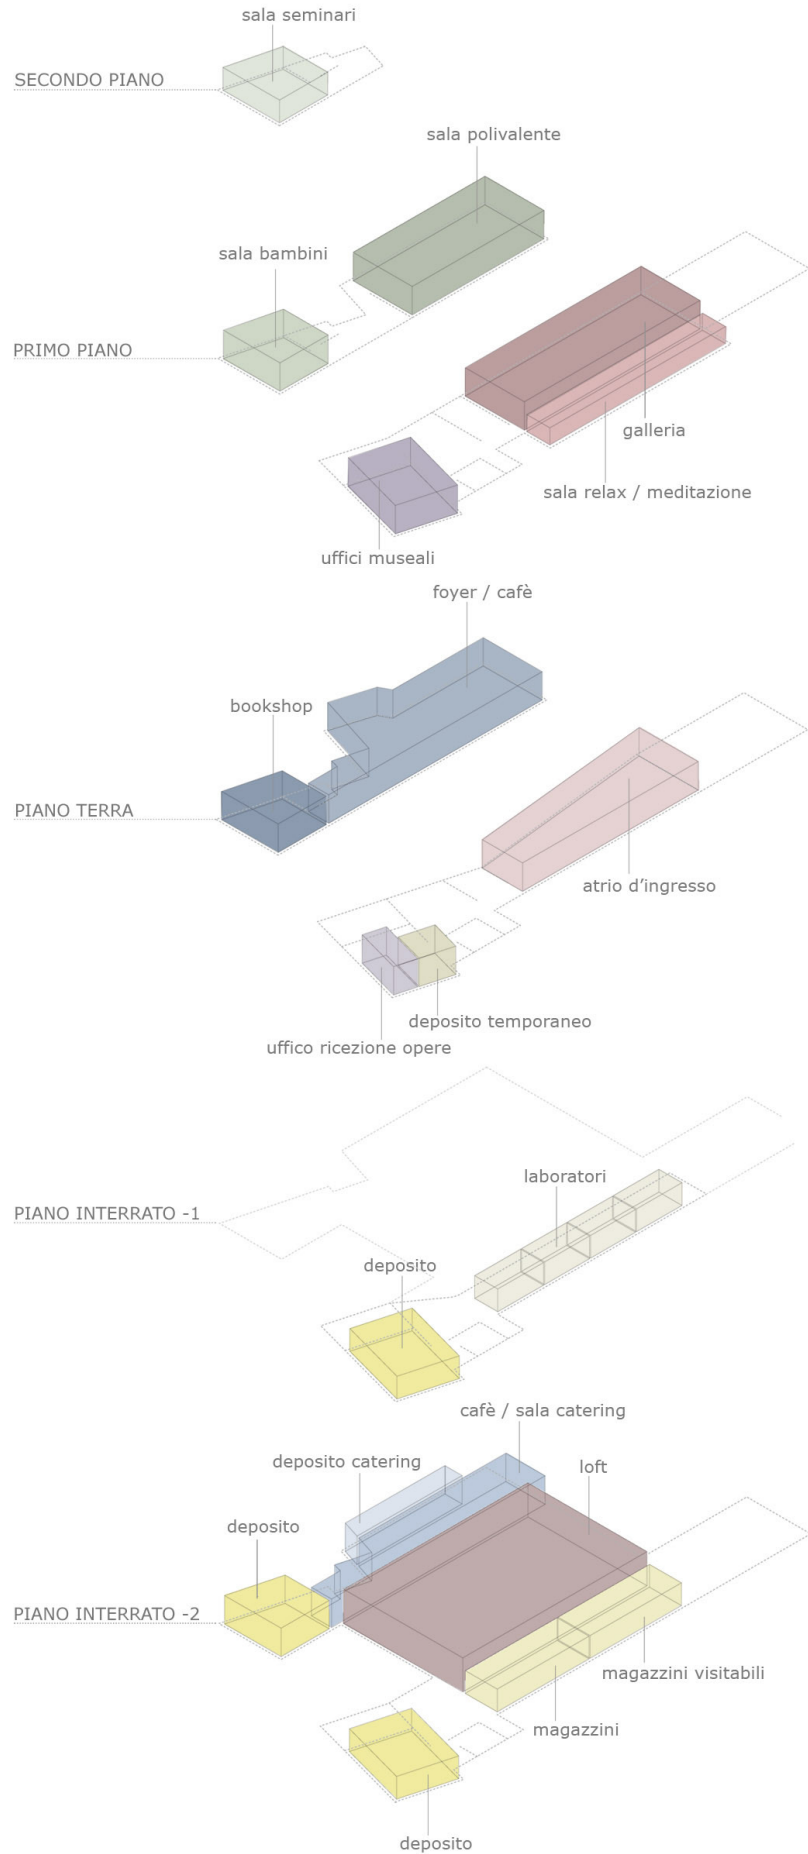 sala seminari
SECONDO PIANO
sala polivalente
sala bambini
PRIMO PIANO
galleria
sala relax / meditazione
uffici museali
foyer / cafè
bookshop
PIANO TERRA
atrio d'ingresso
deposito temporaneo
uffico ricezione opere
laboratori
PIANO INTERRATO -1
deposito
cafè / sala catering
deposito catering
loft
deposito
PIANO INTERRATO -2
magazzini visitabili
magazzini
deposito